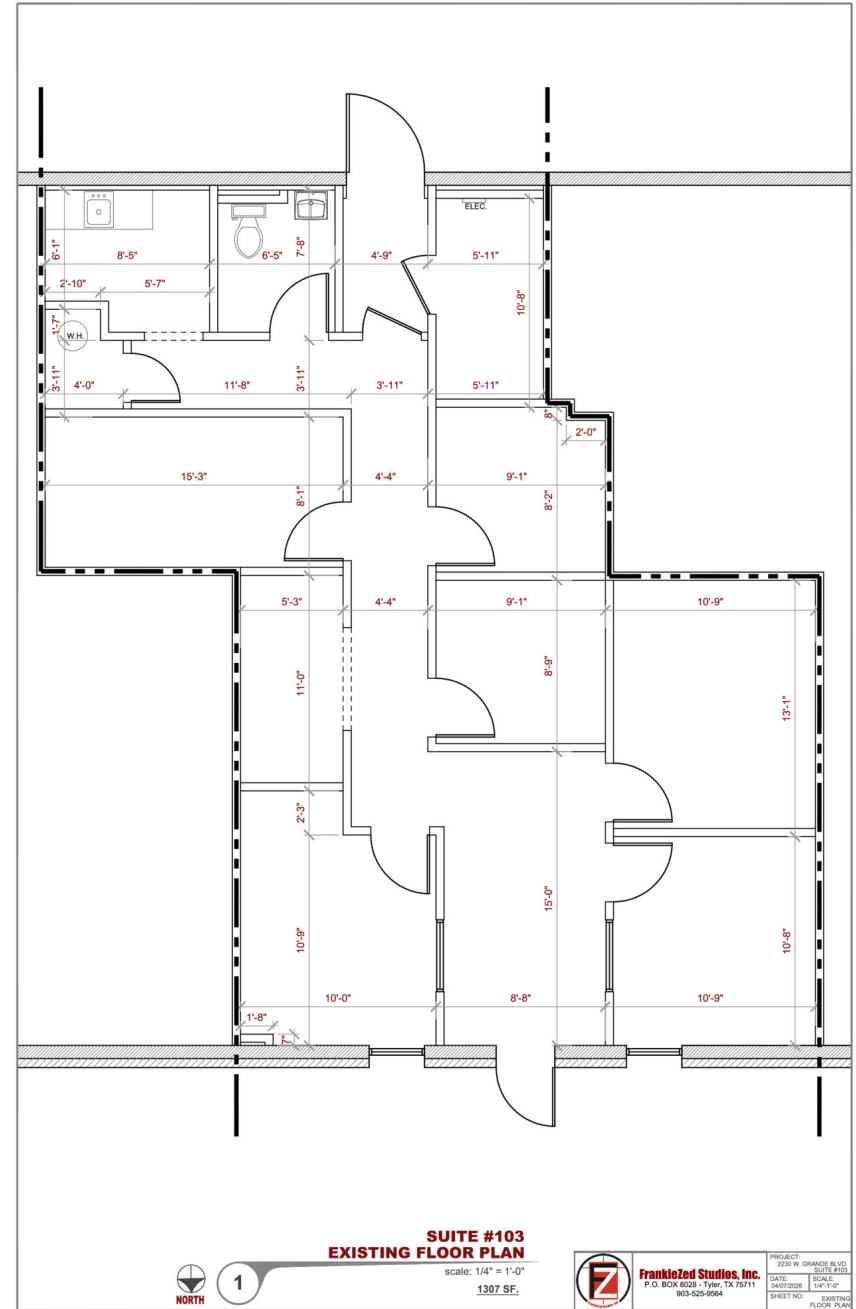 ELEC.
6'-1"
8'-5"
6'-5"
7'-8"
4'-9"
5'-11"
2'-10"
5'-7"
10'-8"
1'-7"
W.H.
3'-11"
4'-0"
11'-8"
3'-11"
3'-11"
5'-11"
8"
2'-0"
15'-3"
8'-1"
4'-4"
9'-1"
8'-2"
5'-3"
4'-4"
9'-1"
10'-9"
11'-0"
8'-9"
13'-1"
2'-3"
10'-9"
15'-0"
10'-8"
10'-0"
8'-8"
10'-9"
1'-8"
7"
SUITE #103
EXISTING FLOOR PLAN
scale: 1/4" = 1'-0"
1307 SF.
NORTH
1
FZ
FrankieZed Studios, Inc.
P.O. BOX 8028 - Tyler, TX 75711
903-525-9564
PROJECT:
2230 W. GRANDE BLVD.
SUITE #103
DATE:
04/07/2026
SCALE:
1/4"-1'-0"
SHEET NO:
EXISTING
FLOOR PLAN